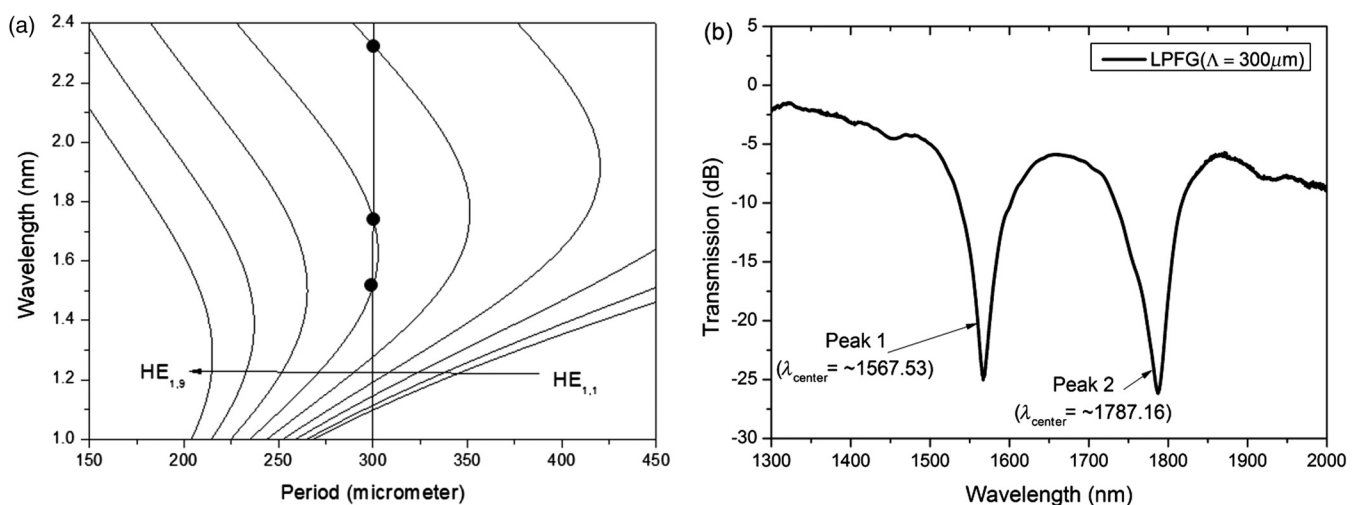 (a)
2.4
2.2
2.0
1.8
1.6
1.4
1.2
1.0
Wavelength (nm)
HE1,9
HE1,1
150 200 250 300 350 400 450
Period (micrometer)
(b)
5
0
-5
-10
-15
-20
-25
-30
Transmission (dB)
LPFG(Λ = 300μm)
Peak 1
(λcenter= ~1567.53)
Peak 2
(λcenter= ~1787.16)
1300 1400 1500 1600 1700 1800 1900 2000
Wavelength (nm)